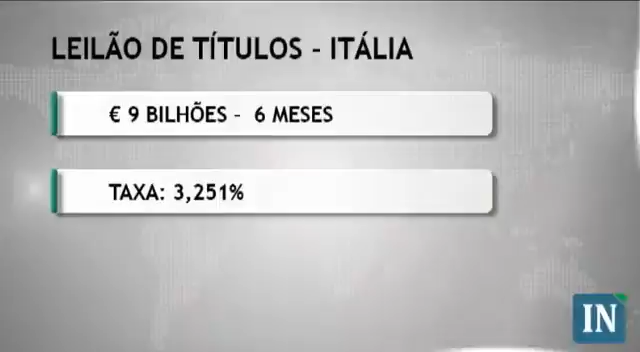 LEILÃO DE TÍTULOS - ITÁLIA
€ 9 BILHÕES - 6 MESES
TAXA: 3,251%
IN